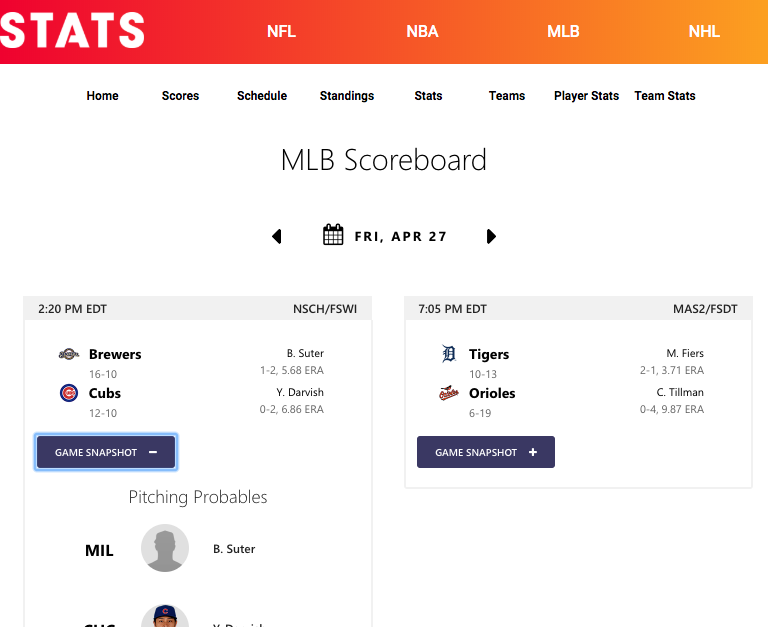 STATS NFL NBA MLB NHL
Home Scores Schedule Standings Stats Teams Player Stats Team Stats
MLB Scoreboard
FRI, APR 27
2:20 PM EDT NSCH/FSWI
Brewers B. Suter
16-10 1-2, 5.68 ERA
Cubs Y. Darvish
12-10 0-2, 6.86 ERA
GAME SNAPSHOT −
Pitching Probables
MIL B. Suter
7:05 PM EDT MAS2/FSDT
Tigers M. Fiers
10-13 2-1, 3.71 ERA
Orioles C. Tillman
6-19 0-4, 9.87 ERA
GAME SNAPSHOT +